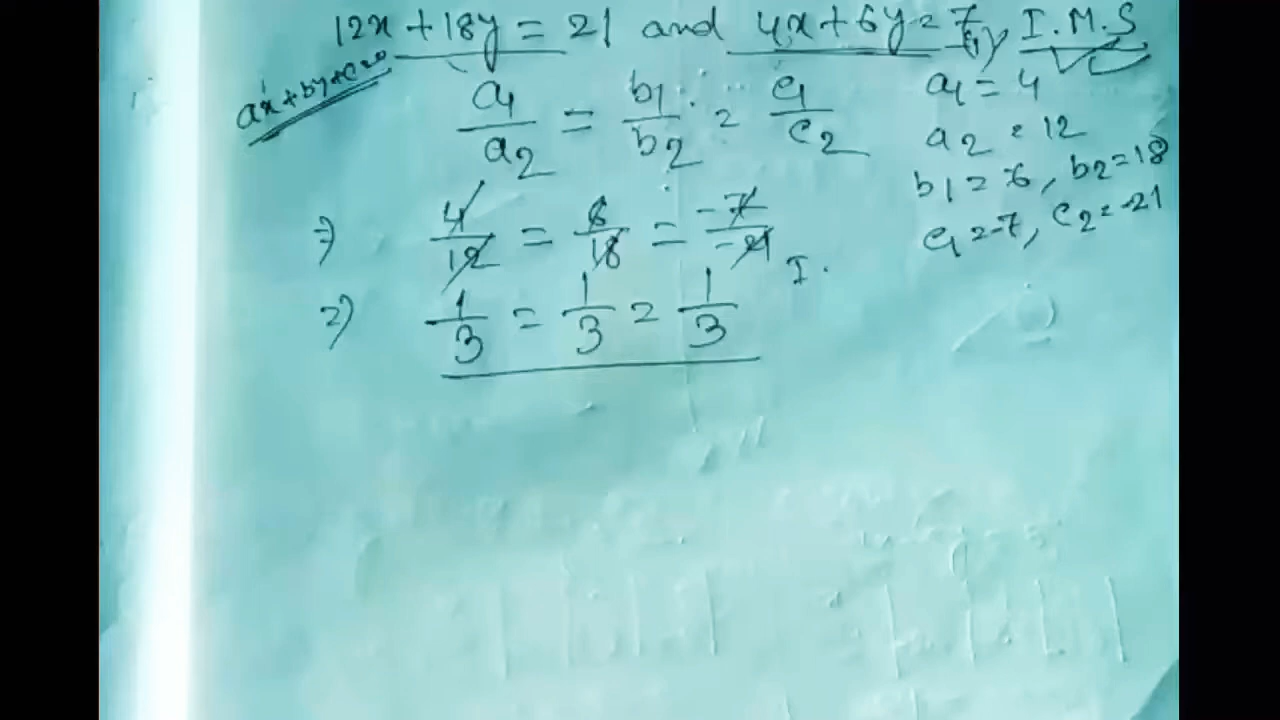 12x + 18y = 21 and 4x + 6y = 7, I.M.S
ax + by + c = 0
a1/a2 = b1/b2 = c1/c2
a1 = 4
a2 = 12
b1 = 6, b2 = 18
c1 = -7, c2 = -21
⇒) 4/12 = 6/18 = -7/-21 I.
2) 1/3 = 1/3 = 1/3